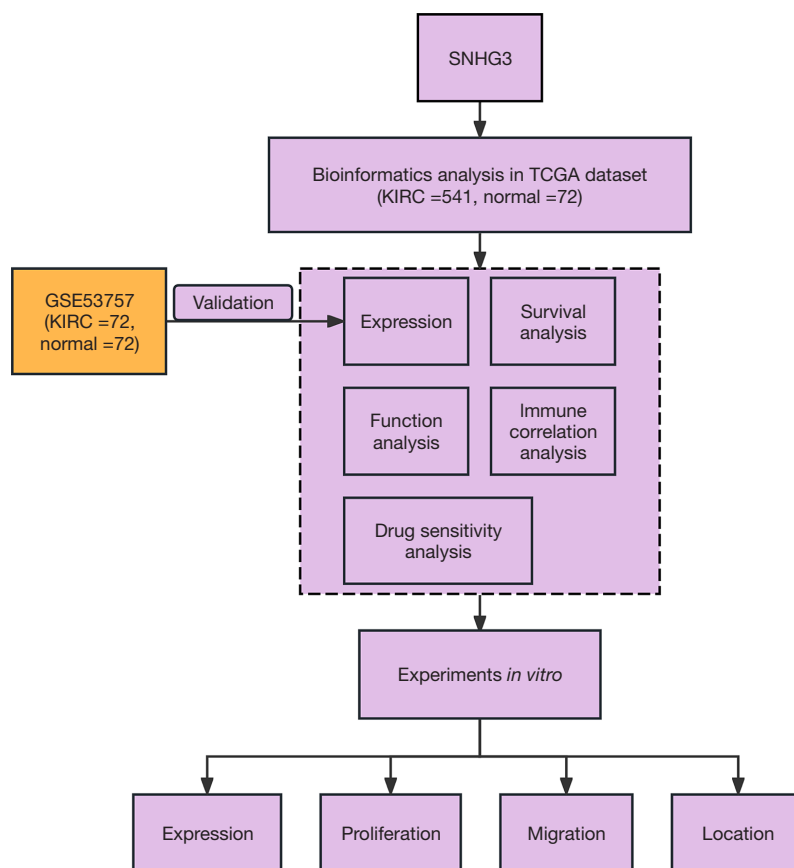 SNHG3
Bioinformatics analysis in TCGA dataset
(KIRC =541, normal =72)
GSE53757
(KIRC =72,
normal =72)
Validation
Expression
Survival
analysis
Function
analysis
Immune
correlation
analysis
Drug sensitivity
analysis
Experiments in vitro
Expression
Proliferation
Migration
Location